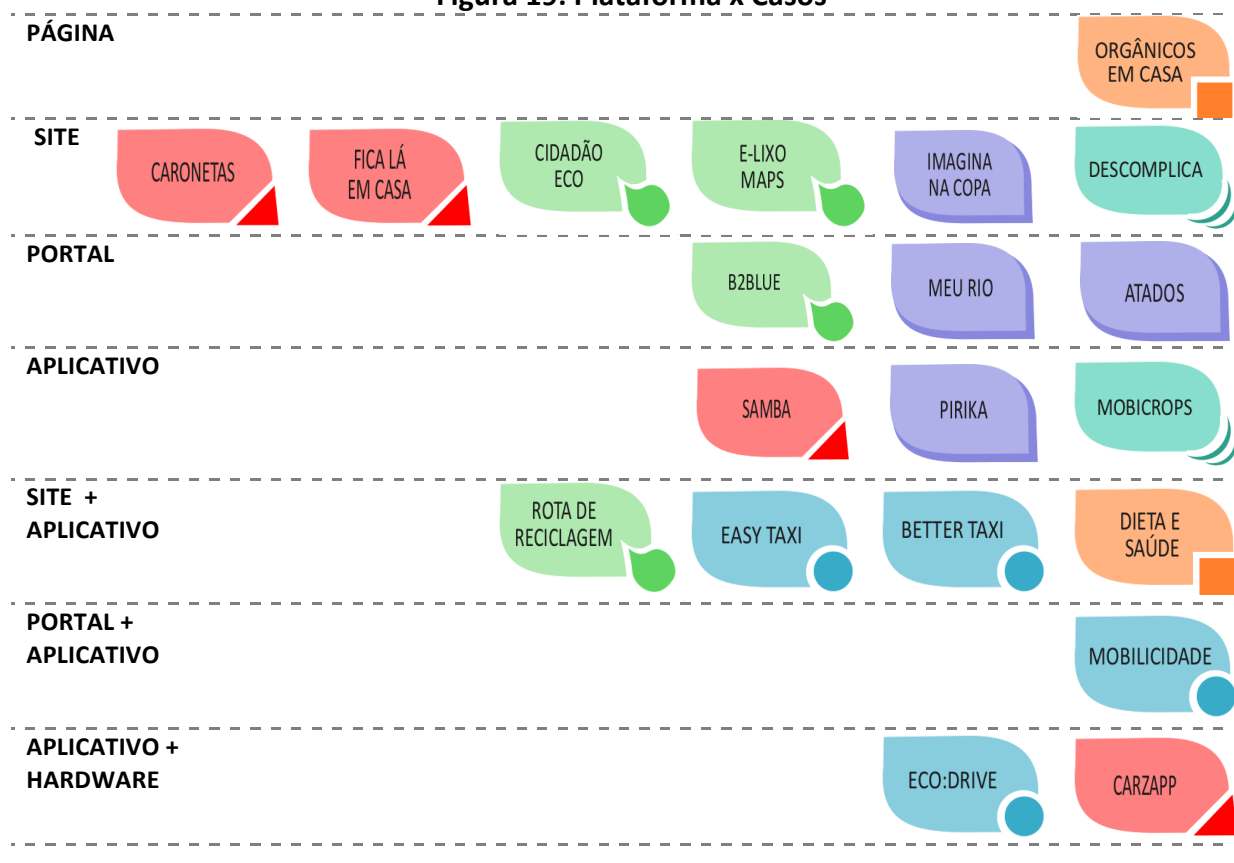 Figura 19: Plataforma x Casos
PÁGINA
ORGÂNICOS
EM CASA
SITE
CARONETAS
FICA LÁ
EM CASA
CIDADÃO
ECO
E-LIXO
MAPS
IMAGINA
NA COPA
DESCOMPLICA
PORTAL
B2BLUE
MEU RIO
ATADOS
APLICATIVO
SAMBA
PIRIKA
MOBICROPS
SITE +
APLICATIVO
ROTA DE
RECICLAGEM
EASY TAXI
BETTER TAXI
DIETA E
SAÚDE
PORTAL +
APLICATIVO
MOBILICIDADE
APLICATIVO +
HARDWARE
ECO:DRIVE
CARZAPP